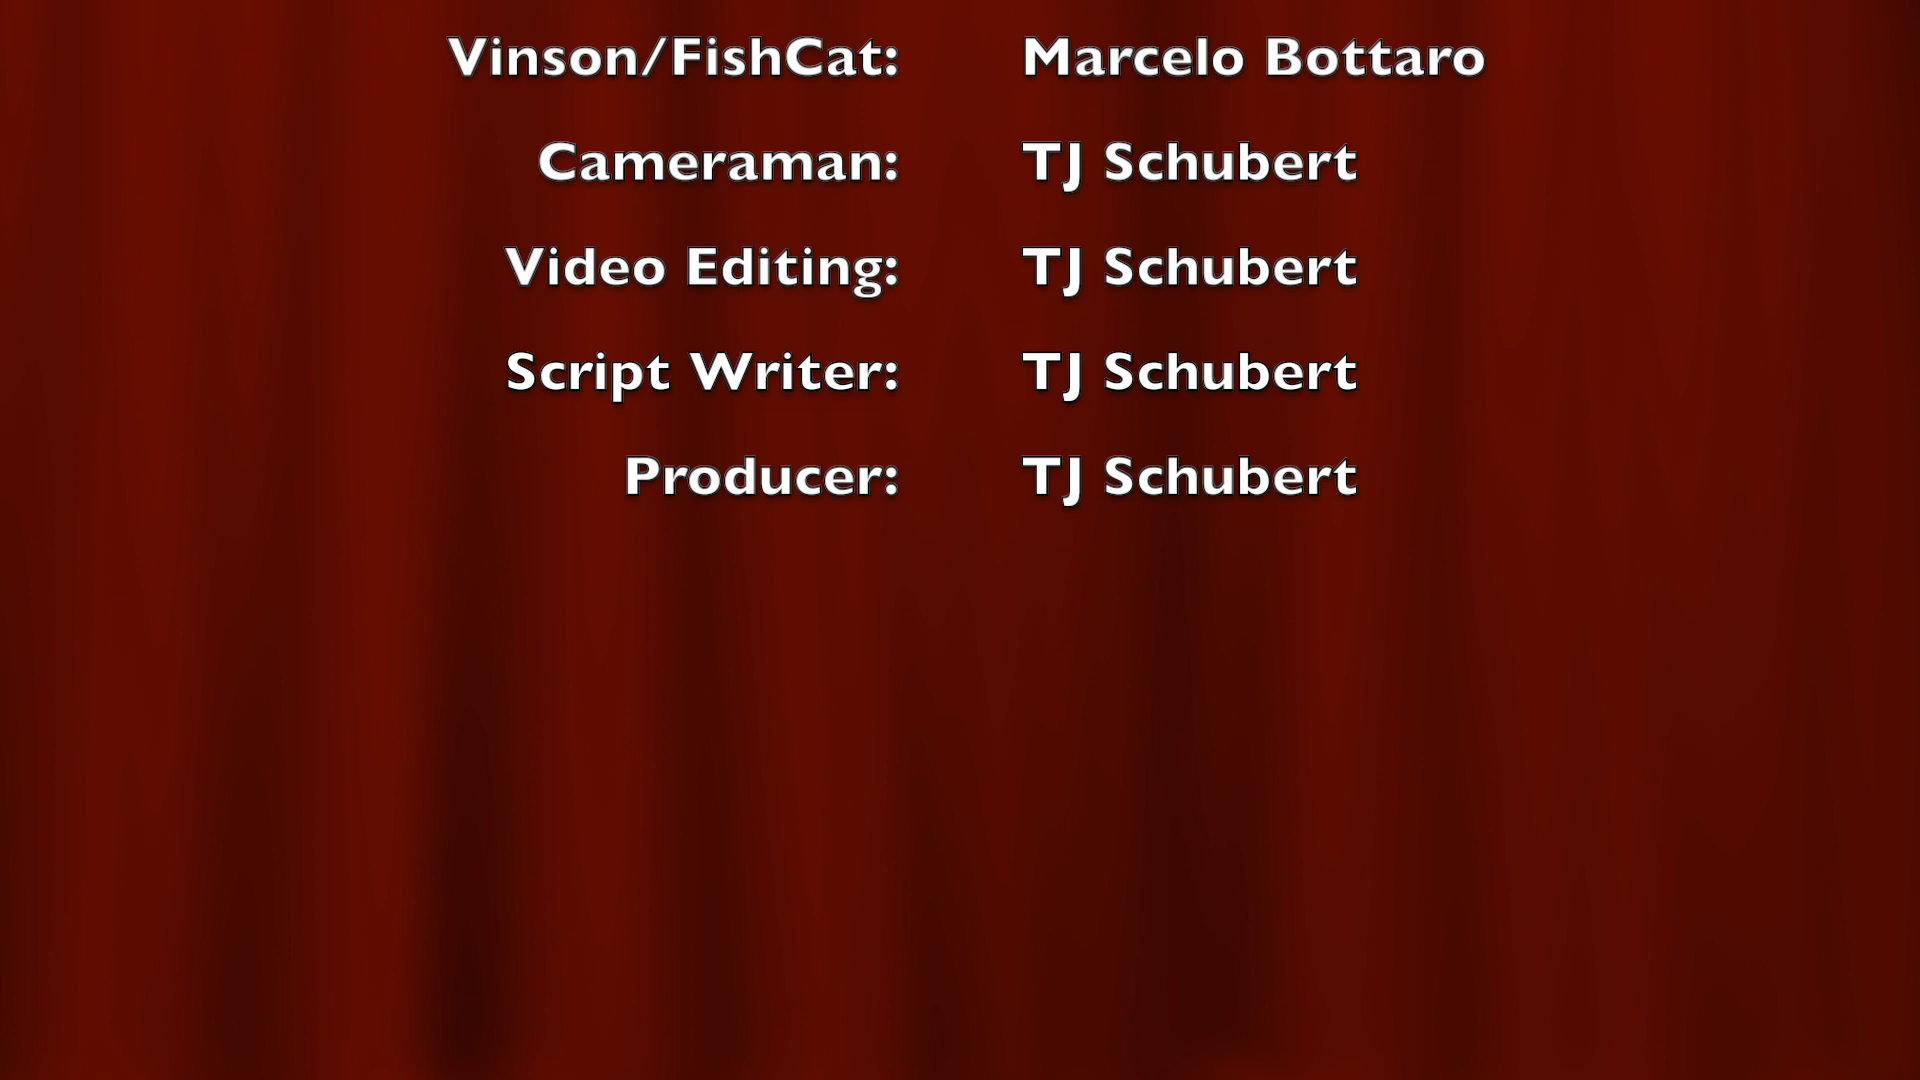 Vinson/FishCat: Marcelo Bottaro
Cameraman: TJ Schubert
Video Editing: TJ Schubert
Script Writer: TJ Schubert
Producer: TJ Schubert